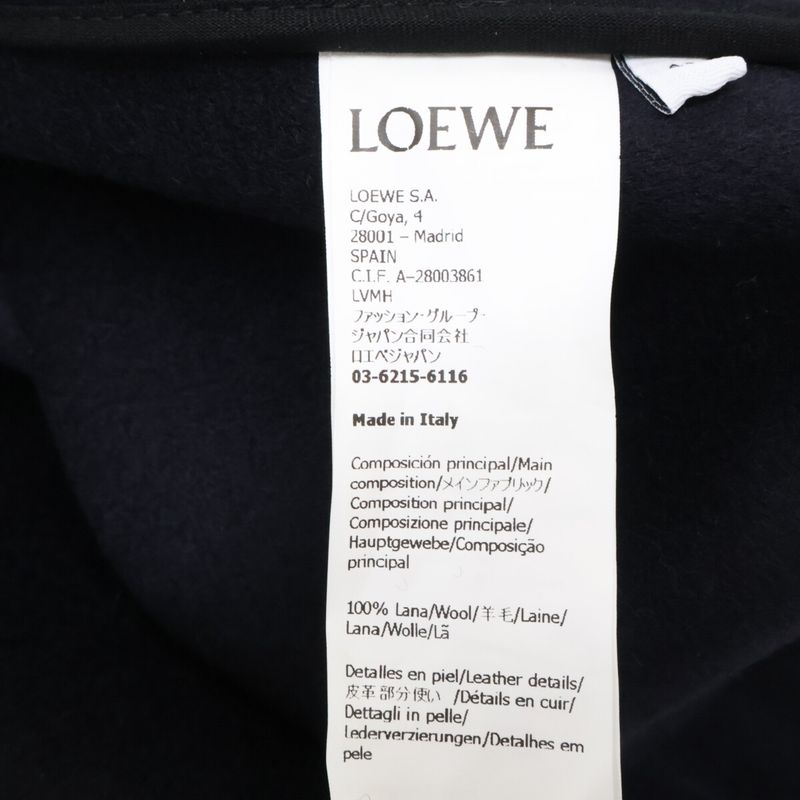 LOEWE
LOEWE S.A.
C/Goya, 4
28001 – Madrid
SPAIN
C.I.F. A-28003861
LVMH
ファッション・グループ・
ジャパン合同会社
ロエベジャパン
03-6215-6116
Made in Italy
Composición principal/Main
composition/メインファブリック/
Composition principal/
Composizione principale/
Hauptgewebe/Composição
principal
100% Lana/Wool/羊毛/Laine/
Lana/Wolle/Lã
Detalles en piel/Leather details/
皮革部分使い /Détails en cuir/
Dettagli in pelle/
Lederverzierungen/Detalhes em
pele